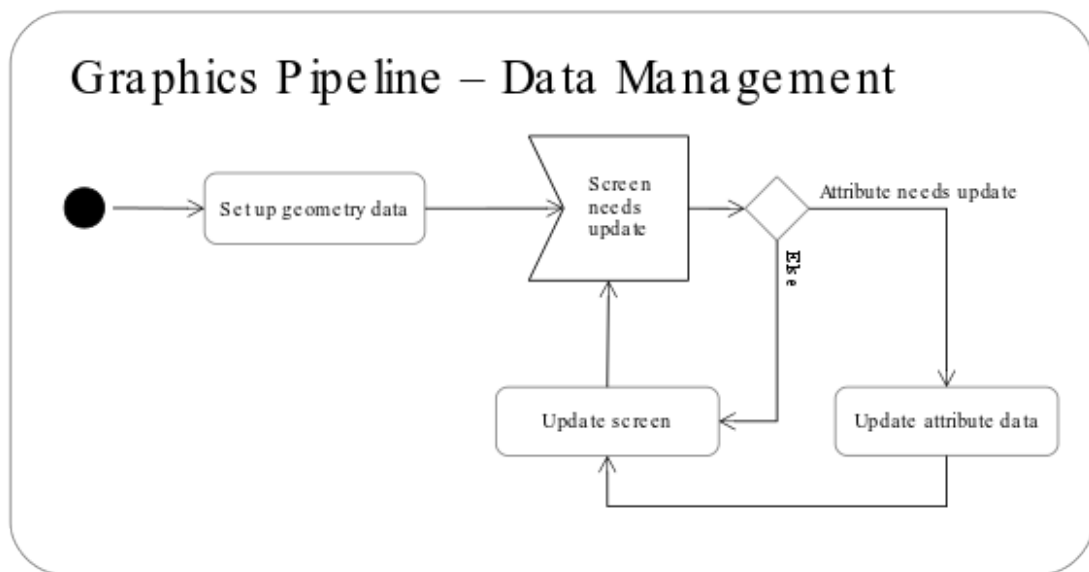 Graphics Pipeline – Data Management
Set up geometry data
Screen
needs
update
Attribute needs update
Else
Update screen
Update attribute data